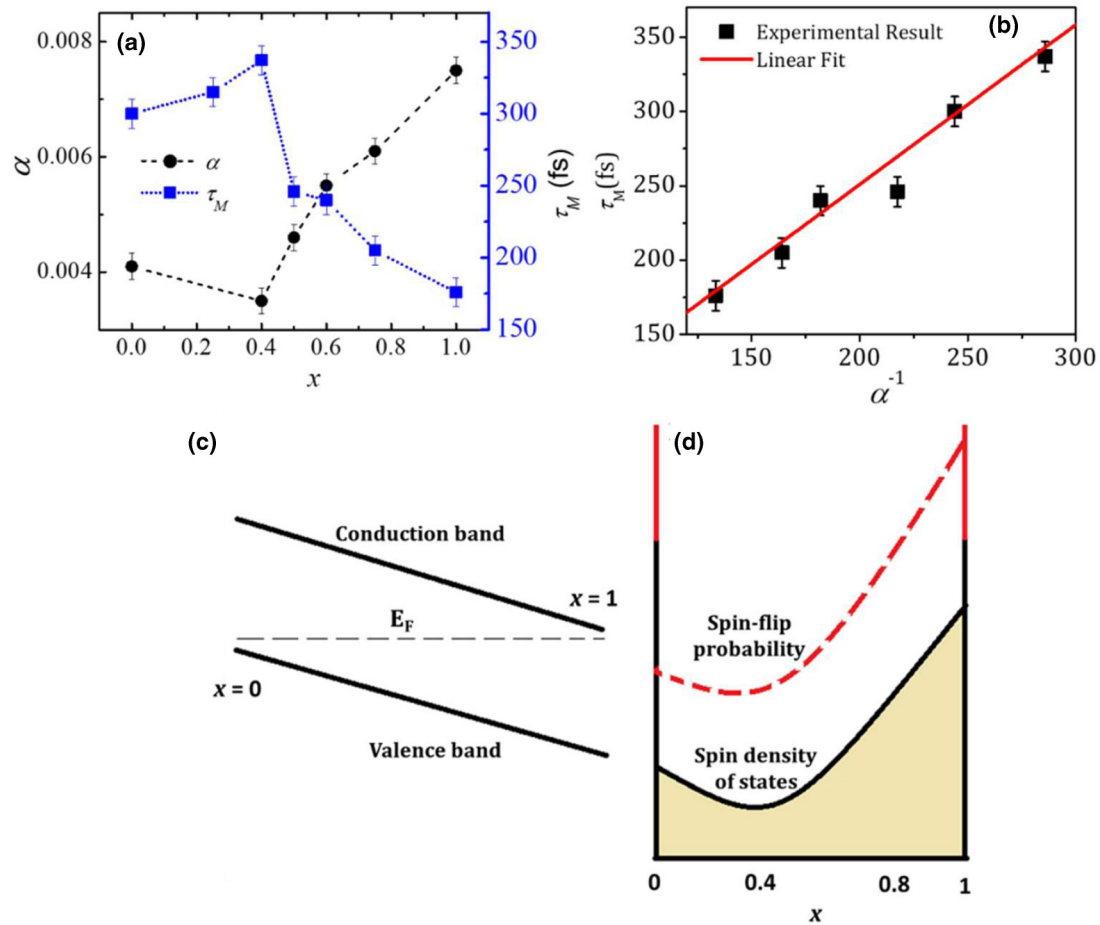 (a)
0.008
0.006
0.004
α
α
τM
350
300
250
200
150
τM (fs)
0.0 0.2 0.4 0.6 0.8 1.0
x
(b)
Experimental Result
Linear Fit
350
300
250
200
150
τM(fs)
150 200 250 300
α-1
(c)
Conduction band
x = 1
EF
x = 0
Valence band
(d)
Spin-flip
probability
Spin density
of states
0 0.4 0.8 1
x